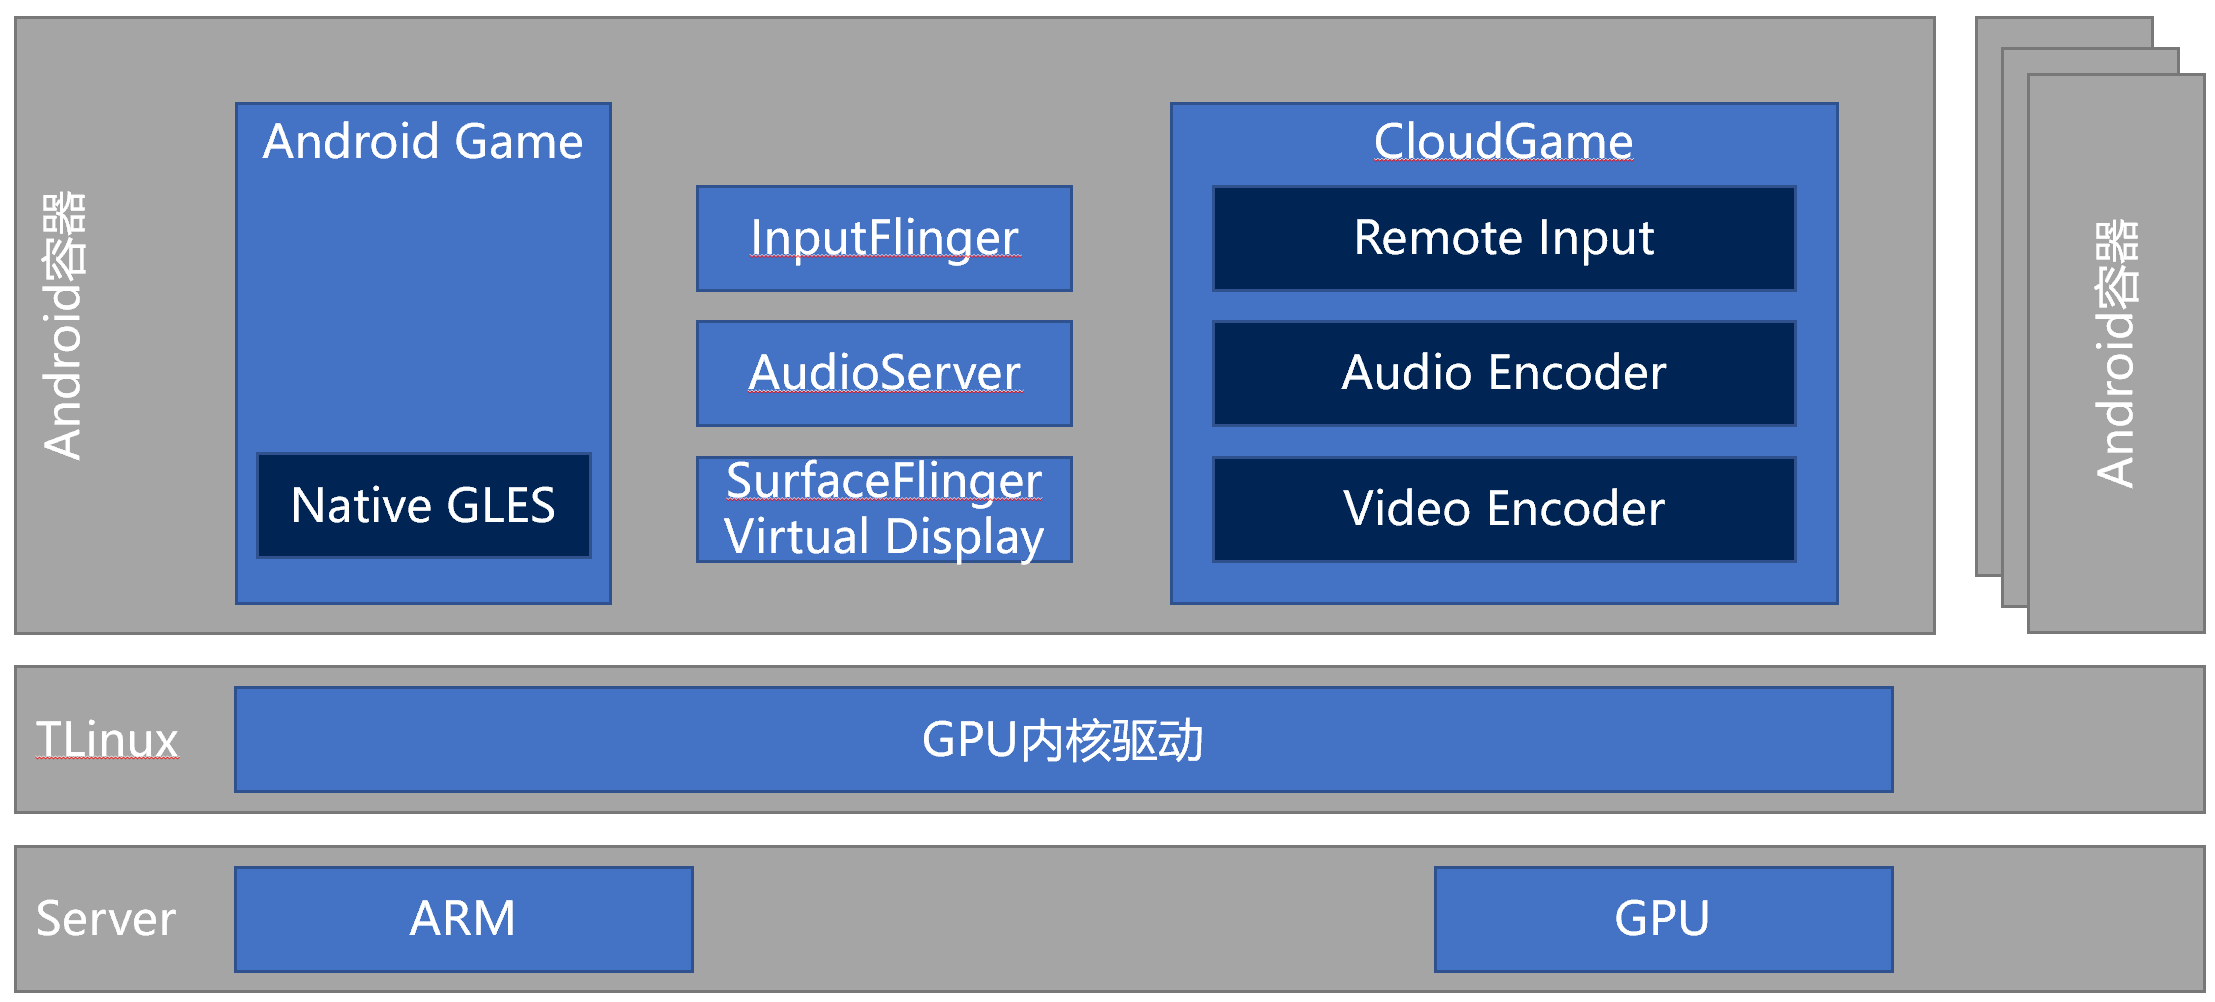 Android容器
Android Game
Native GLES
InputFlinger
AudioServer
SurfaceFlinger
Virtual Display
CloudGame
Remote Input
Audio Encoder
Video Encoder
Android容器
TLinux
GPU内核驱动
Server
ARM
GPU